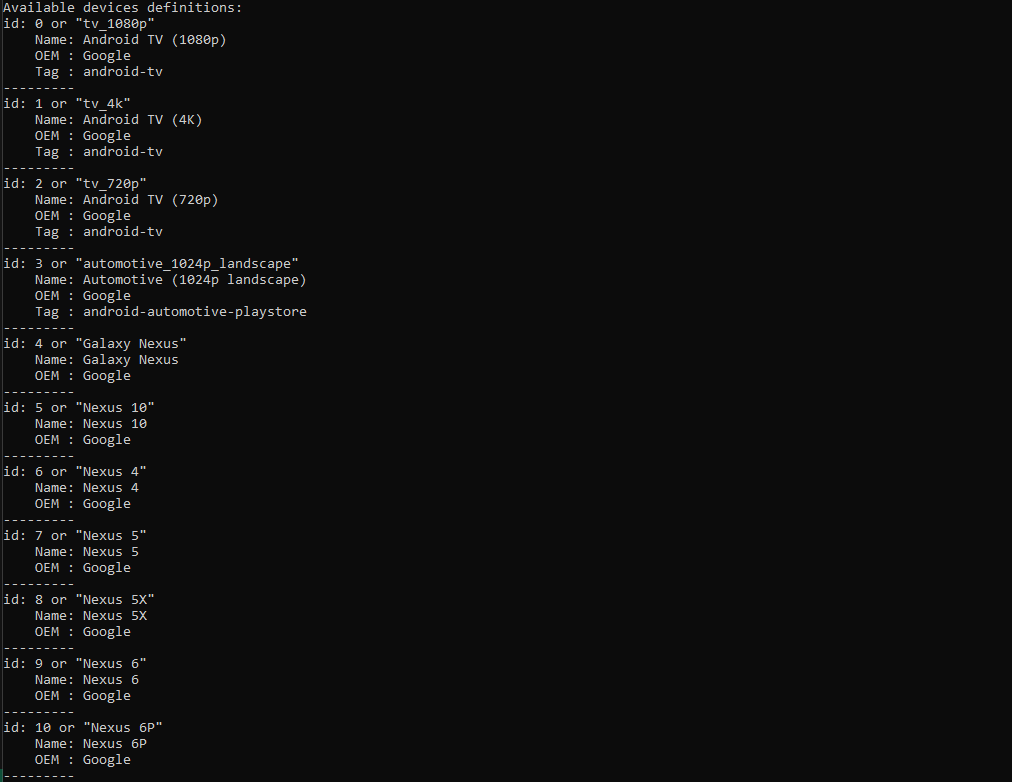 Available devices definitions:
id: 0 or "tv_1080p"
    Name: Android TV (1080p)
    OEM : Google
    Tag : android-tv
---------
id: 1 or "tv_4k"
    Name: Android TV (4K)
    OEM : Google
    Tag : android-tv
---------
id: 2 or "tv_720p"
    Name: Android TV (720p)
    OEM : Google
    Tag : android-tv
---------
id: 3 or "automotive_1024p_landscape"
    Name: Automotive (1024p landscape)
    OEM : Google
    Tag : android-automotive-playstore
---------
id: 4 or "Galaxy Nexus"
    Name: Galaxy Nexus
    OEM : Google
---------
id: 5 or "Nexus 10"
    Name: Nexus 10
    OEM : Google
---------
id: 6 or "Nexus 4"
    Name: Nexus 4
    OEM : Google
---------
id: 7 or "Nexus 5"
    Name: Nexus 5
    OEM : Google
---------
id: 8 or "Nexus 5X"
    Name: Nexus 5X
    OEM : Google
---------
id: 9 or "Nexus 6"
    Name: Nexus 6
    OEM : Google
---------
id: 10 or "Nexus 6P"
    Name: Nexus 6P
    OEM : Google
---------